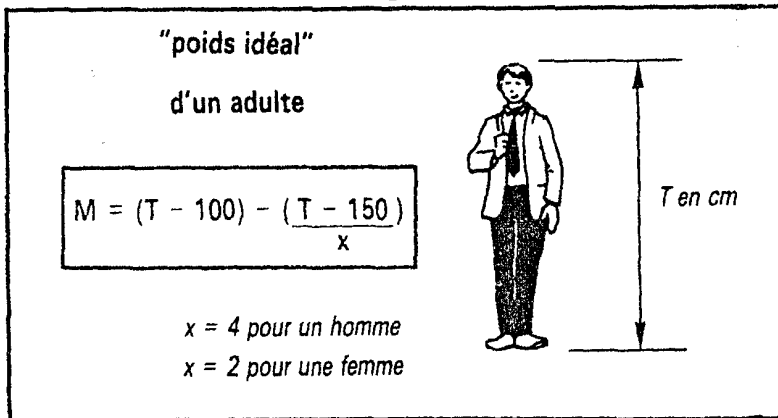 "poids idéal"
d'un adulte
M = (T - 100) - (T - 150)
x
T en cm
x = 4 pour un homme
x = 2 pour une femme